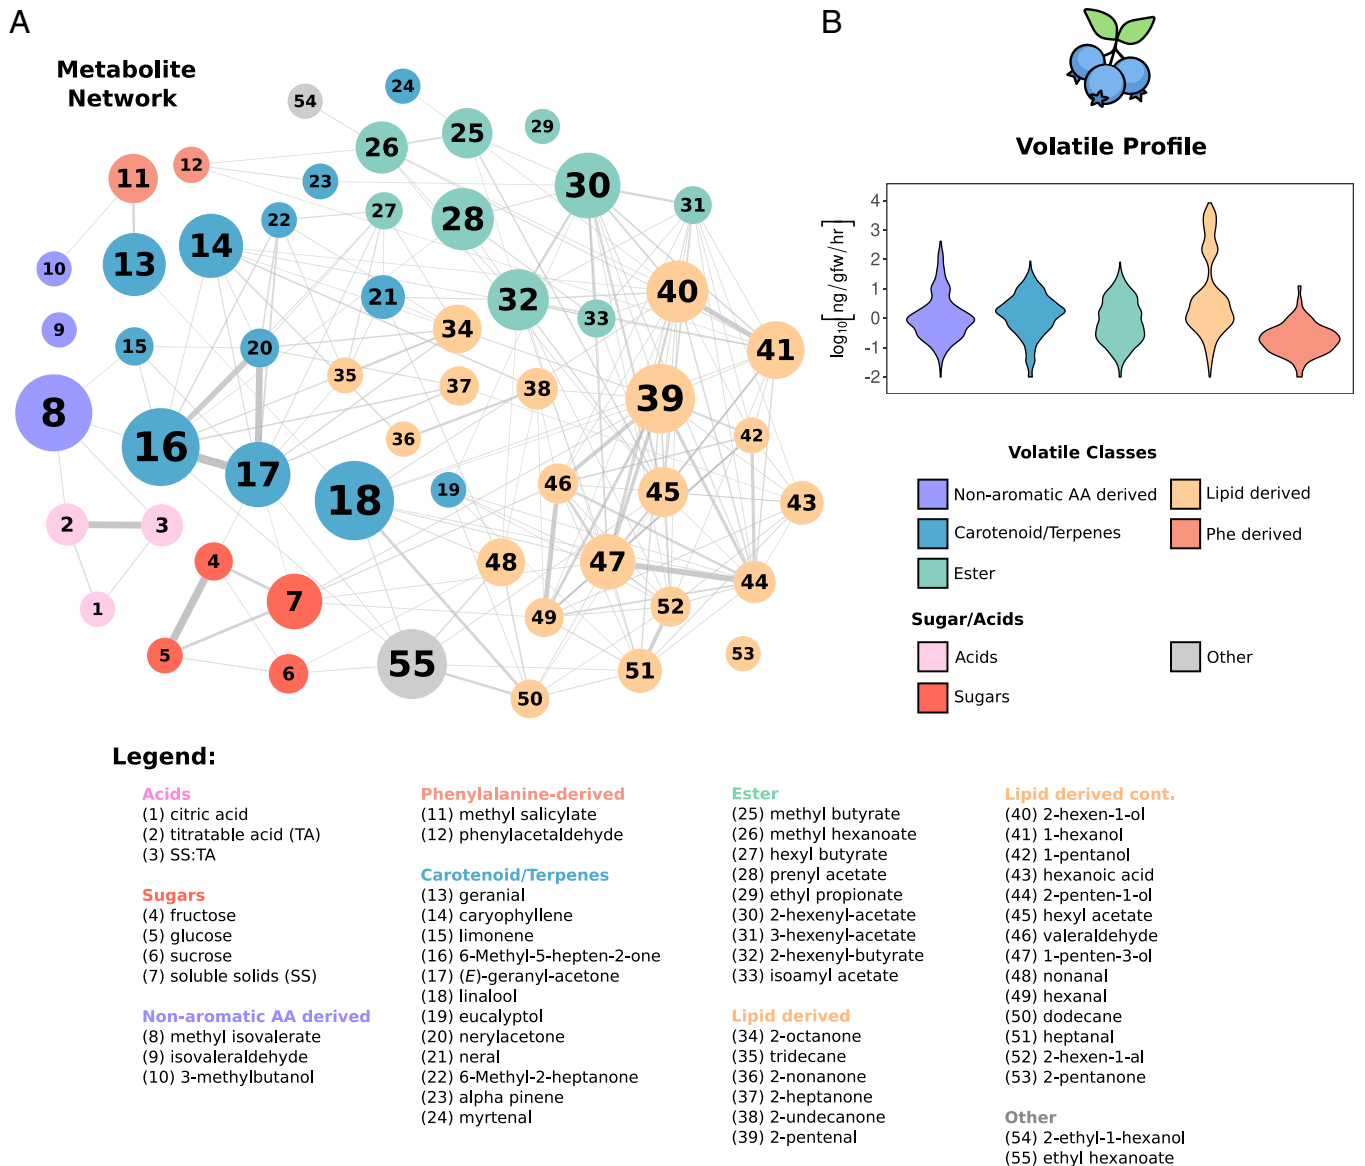 A
B
Metabolite
Network
Volatile Profile
54
24
29
25
26
11
12
23
30
31
27
28
22
14
13
10
21
32
40
33
9
34
15
20
41
35
37
38
39
8
36
42
16
17
18
19
46
45
43
2
3
4
48
47
44
1
7
49
52
5
6
55
51
53
50
log10[ng/gfw/hr]
4
3
2
1
0
-1
-2
Volatile Classes
Non-aromatic AA derived
Lipid derived
Carotenoid/Terpenes
Phe derived
Ester
Sugar/Acids
Acids
Other
Sugars
Legend:
Acids
(1) citric acid
(2) titratable acid (TA)
(3) SS:TA
Sugars
(4) fructose
(5) glucose
(6) sucrose
(7) soluble solids (SS)
Non-aromatic AA derived
(8) methyl isovalerate
(9) isovaleraldehyde
(10) 3-methylbutanol
Phenylalanine-derived
(11) methyl salicylate
(12) phenylacetaldehyde
Carotenoid/Terpenes
(13) geranial
(14) caryophyllene
(15) limonene
(16) 6-Methyl-5-hepten-2-one
(17) (E)-geranyl-acetone
(18) linalool
(19) eucalyptol
(20) nerylacetone
(21) neral
(22) 6-Methyl-2-heptanone
(23) alpha pinene
(24) myrtenal
Ester
(25) methyl butyrate
(26) methyl hexanoate
(27) hexyl butyrate
(28) prenyl acetate
(29) ethyl propionate
(30) 2-hexenyl-acetate
(31) 3-hexenyl-acetate
(32) 2-hexenyl-butyrate
(33) isoamyl acetate
Lipid derived
(34) 2-octanone
(35) tridecane
(36) 2-nonanone
(37) 2-heptanone
(38) 2-undecanone
(39) 2-pentenal
Lipid derived cont.
(40) 2-hexen-1-ol
(41) 1-hexanol
(42) 1-pentanol
(43) hexanoic acid
(44) 2-penten-1-ol
(45) hexyl acetate
(46) valeraldehyde
(47) 1-penten-3-ol
(48) nonanal
(49) hexanal
(50) dodecane
(51) heptanal
(52) 2-hexen-1-al
(53) 2-pentanone
Other
(54) 2-ethyl-1-hexanol
(55) ethyl hexanoate